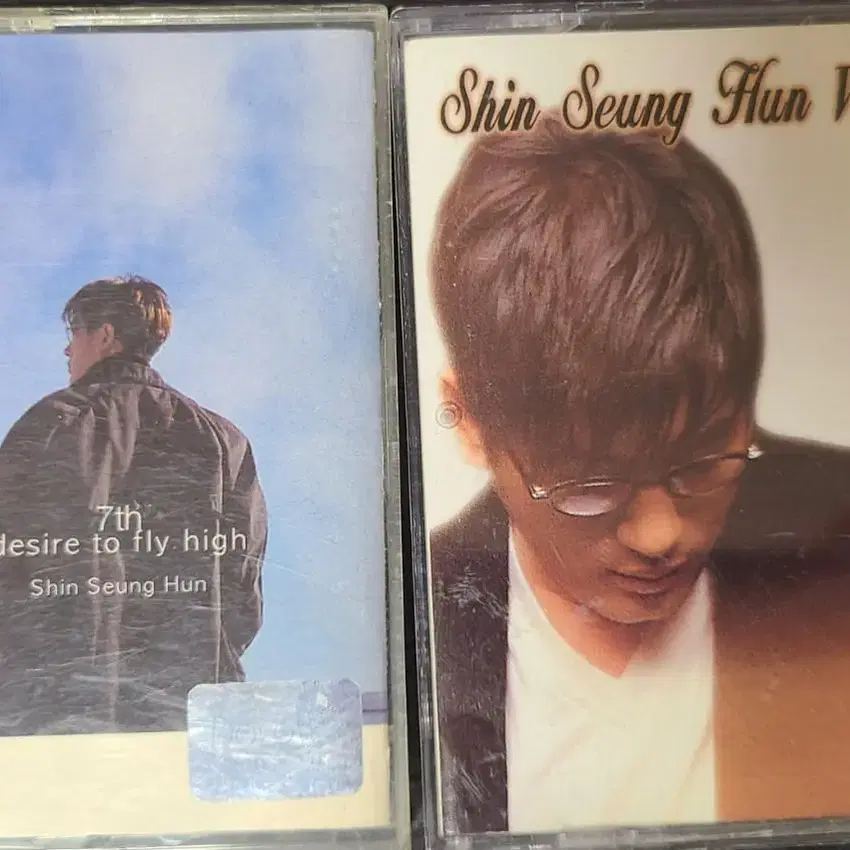 7th
desire to fly high
Shin Seung Hun
Shin Seung Hun V